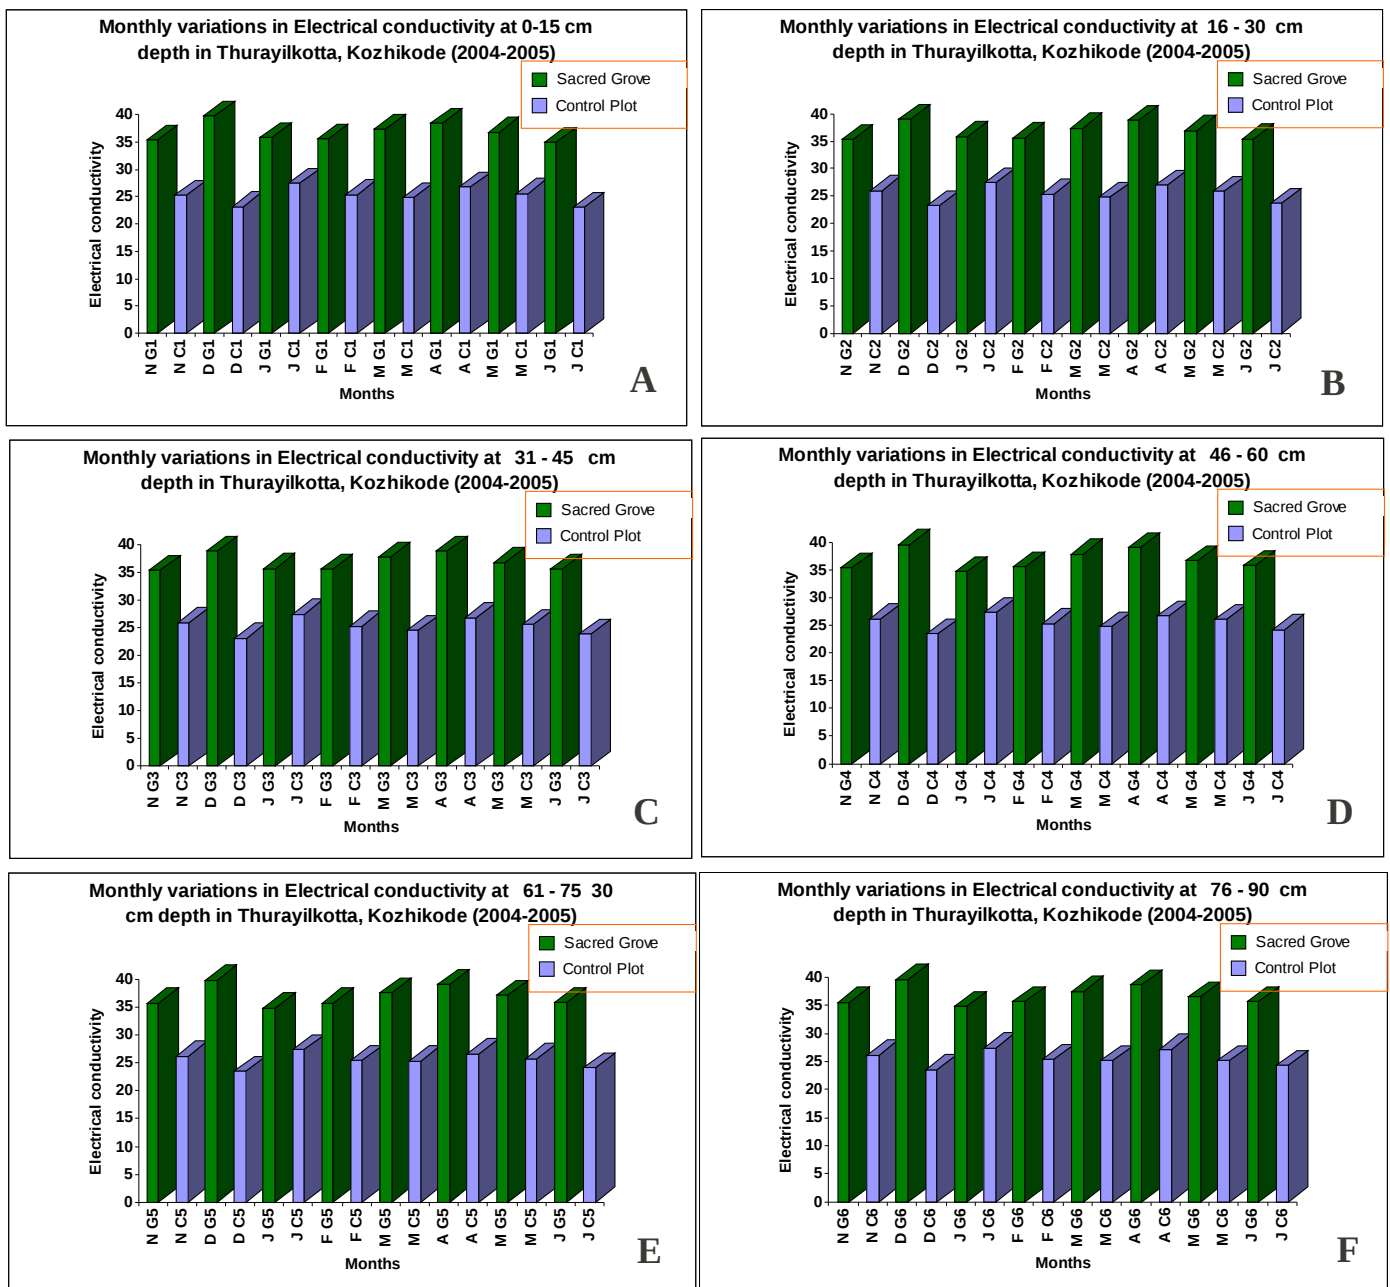 Monthly variations in Electrical conductivity at 0-15 cm
depth in Thurayilkotta, Kozhikode (2004-2005)
Sacred Grove
Control Plot
Electrical conductivity
40
35
30
25
20
15
10
5
0
N G1
N C1
D G1
D C1
J G1
J C1
F G1
F C1
M G1
M C1
A G1
A C1
M G1
M C1
J G1
J C1
Months
A
Monthly variations in Electrical conductivity at 16 - 30 cm
depth in Thurayilkotta, Kozhikode (2004-2005)
Sacred Grove
Control Plot
Electrical conductivity
40
35
30
25
20
15
10
5
0
N G2
N C2
D G2
D C2
J G2
J C2
F G2
F C2
M G2
M C2
A G2
A C2
M G2
M C2
J G2
J C2
Months
B
Monthly variations in Electrical conductivity at 31 - 45 cm
depth in Thurayilkotta, Kozhikode (2004-2005)
Sacred Grove
Control Plot
Electrical conductivity
40
35
30
25
20
15
10
5
0
N G3
N C3
D G3
D C3
J G3
J C3
F G3
F C3
M G3
M C3
A G3
A C3
M G3
M C3
J G3
J C3
Months
C
Monthly variations in Electrical conductivity at 46 - 60 cm
depth in Thurayilkotta, Kozhikode (2004-2005)
Sacred Grove
Control Plot
Electrical conductivity
40
35
30
25
20
15
10
5
0
N G4
N C4
D G4
D C4
J G4
J C4
F G4
F C4
M G4
M C4
A G4
A C4
M G4
M C4
J G4
J C4
Months
D
Monthly variations in Electrical conductivity at 61 - 75 30
cm depth in Thurayilkotta, Kozhikode (2004-2005)
Sacred Grove
Control Plot
Electrical conductivity
40
35
30
25
20
15
10
5
0
N G5
N C5
D G5
D C5
J G5
J C5
F G5
F C5
M G5
M C5
A G5
A C5
M G5
M C5
J G5
J C5
Months
E
Monthly variations in Electrical conductivity at 76 - 90 cm
depth in Thurayilkotta, Kozhikode (2004-2005)
Sacred Grove
Control Plot
Electrical conductivity
40
35
30
25
20
15
10
5
0
N G6
N C6
D G6
D C6
J G6
J C6
F G6
F C6
M G6
M C6
A G6
A C6
M G6
M C6
J G6
J C6
Months
F